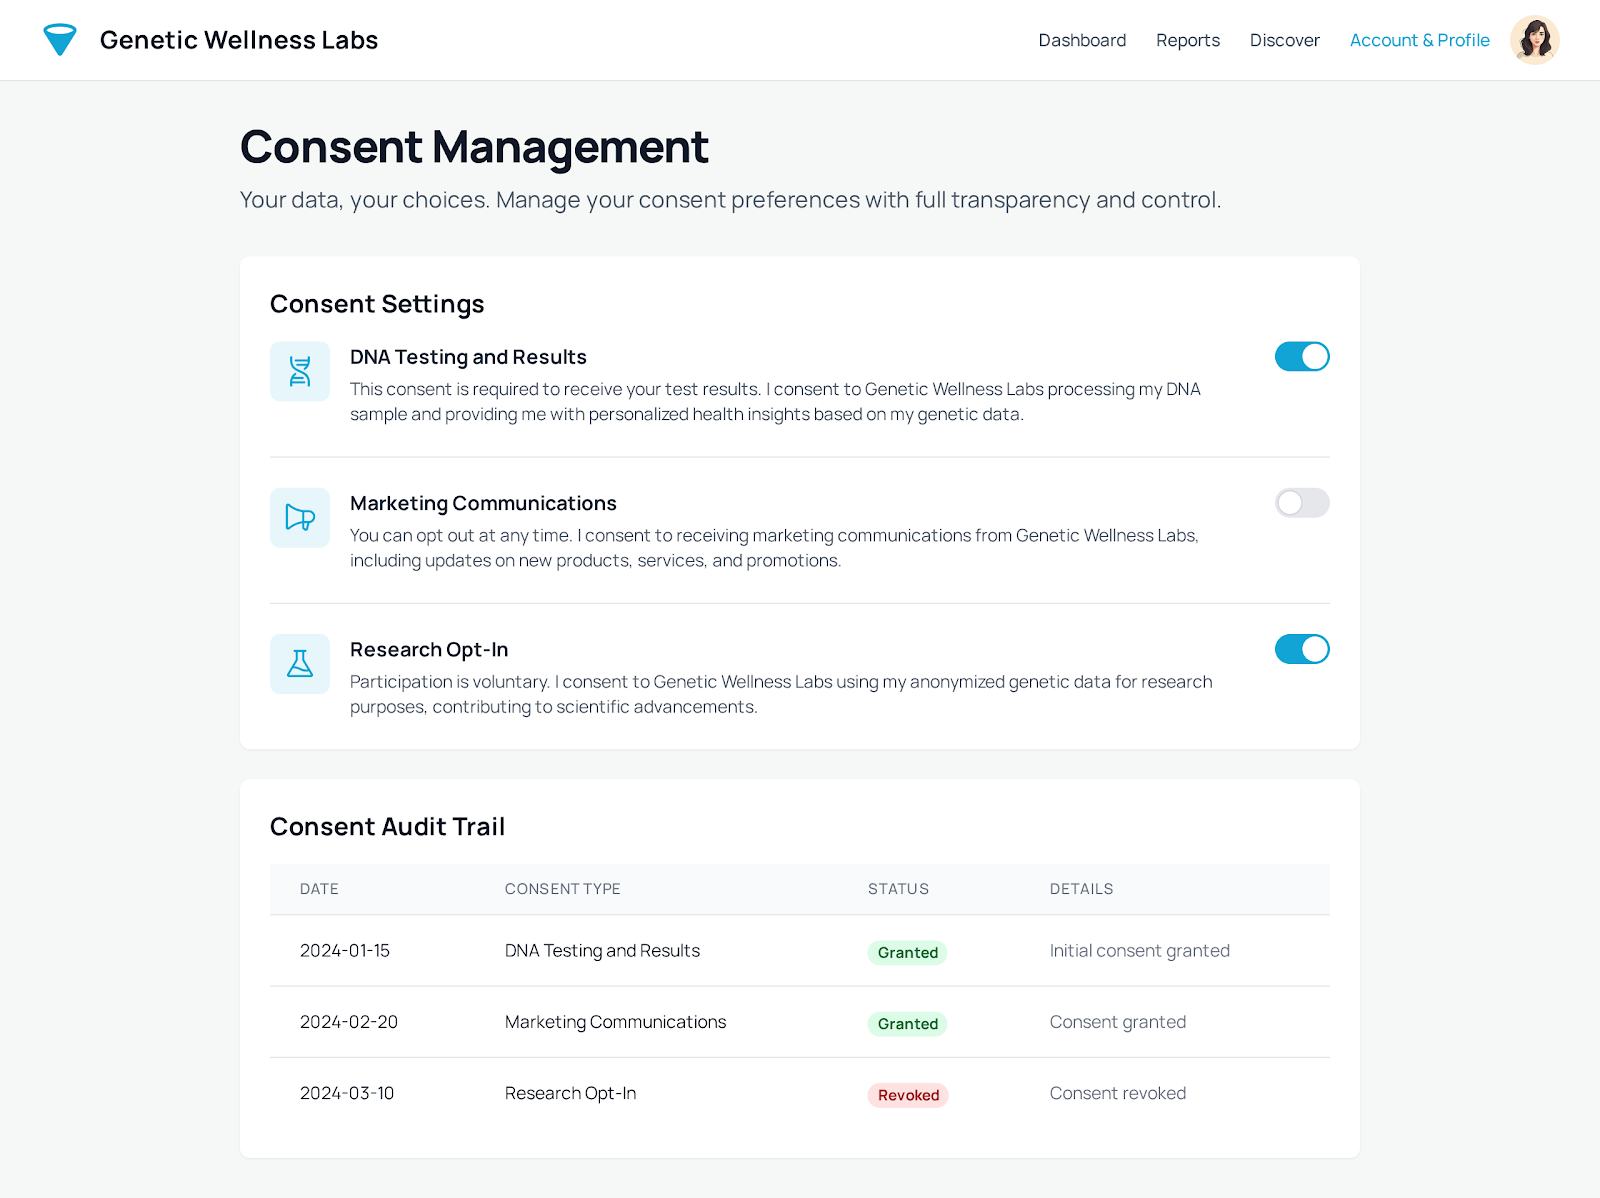 Genetic Wellness Labs
Dashboard Reports Discover Account & Profile
Consent Management
Your data, your choices. Manage your consent preferences with full transparency and control.
Consent Settings
DNA Testing and Results
This consent is required to receive your test results. I consent to Genetic Wellness Labs processing my DNA
sample and providing me with personalized health insights based on my genetic data.
Marketing Communications
You can opt out at any time. I consent to receiving marketing communications from Genetic Wellness Labs,
including updates on new products, services, and promotions.
Research Opt-In
Participation is voluntary. I consent to Genetic Wellness Labs using my anonymized genetic data for research
purposes, contributing to scientific advancements.
Consent Audit Trail
DATE CONSENT TYPE STATUS DETAILS
2024-01-15 DNA Testing and Results Granted Initial consent granted
2024-02-20 Marketing Communications Granted Consent granted
2024-03-10 Research Opt-In Revoked Consent revoked